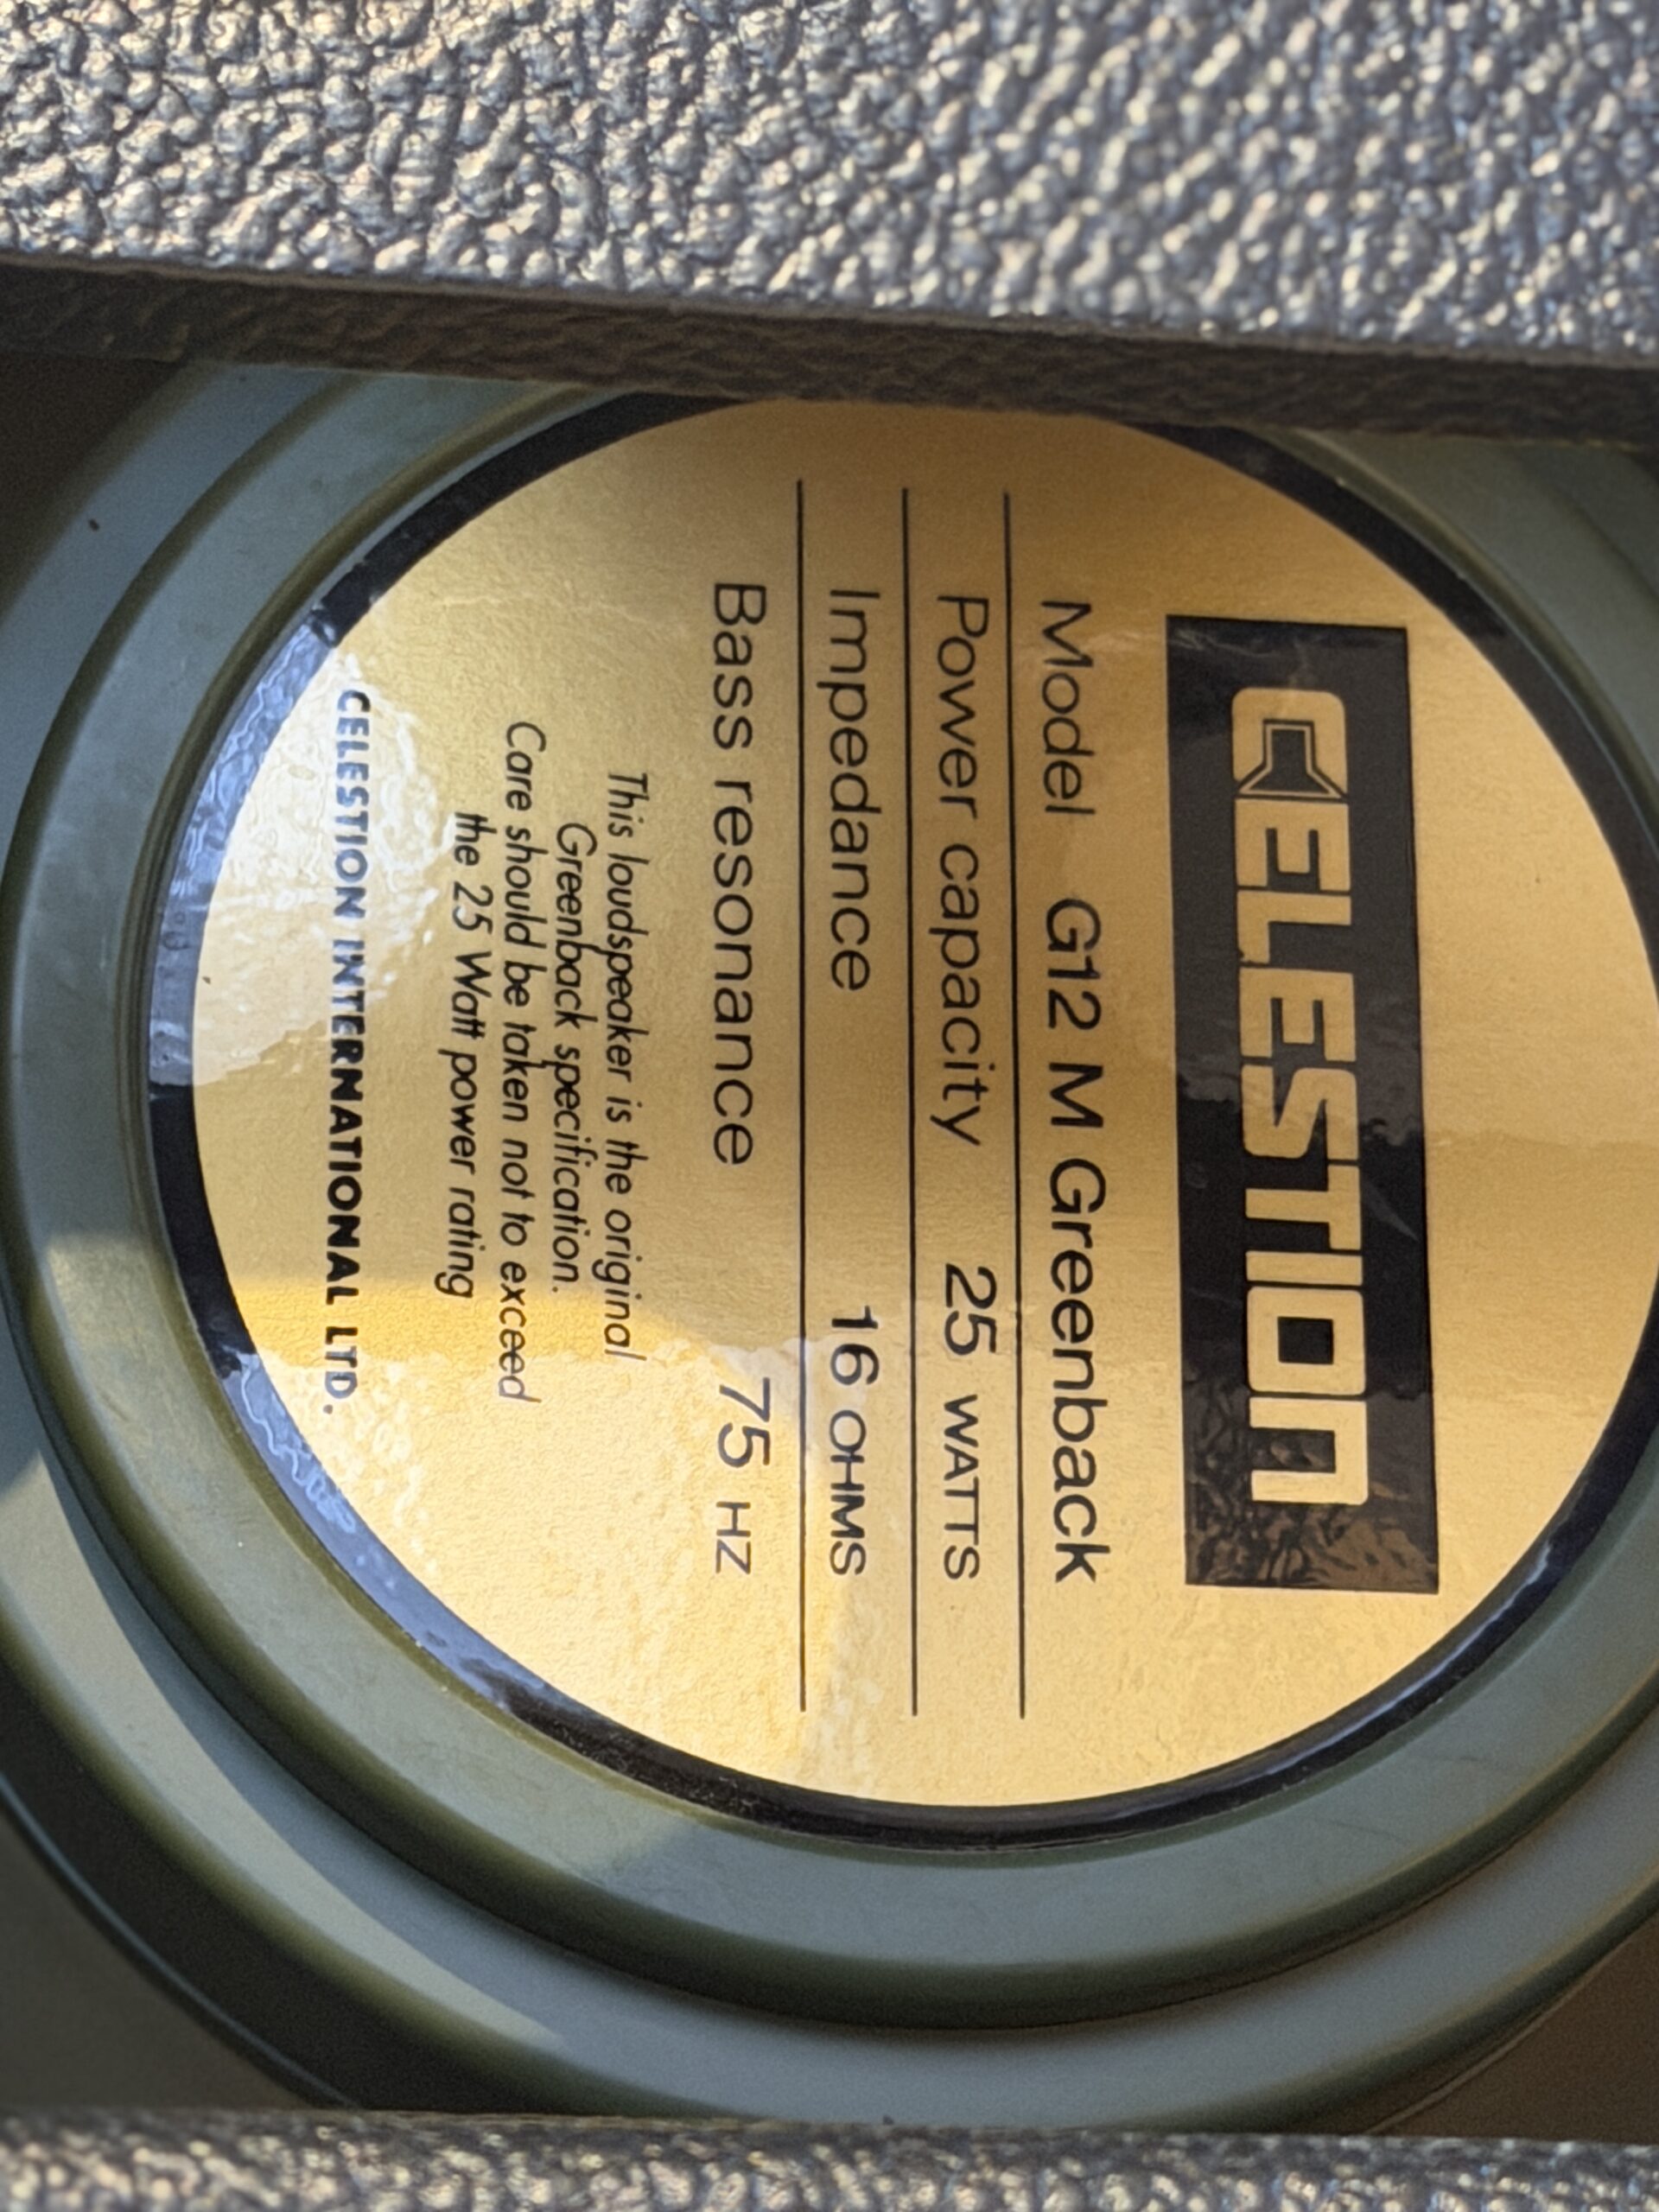 CELESTION
Model G12 M Greenback
Power capacity 25 WATTS
Impedance 16 OHMS
Bass resonance 75 HZ
This loudspeaker is the original
Greenback specification.
Care should be taken not to exceed
the 25 Watt power rating
CELESTION INTERNATIONAL LTD.